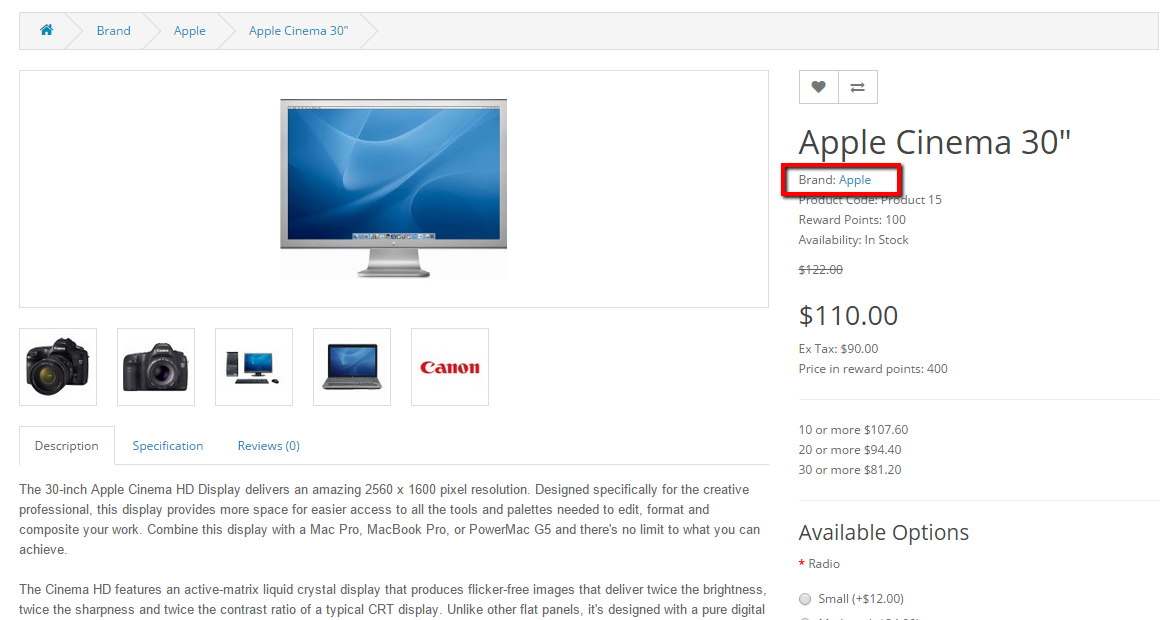 Brand
Apple
Apple Cinema 30"
Apple Cinema 30"
Brand: Apple
Product Code: Product 15
Reward Points: 100
Availability: In Stock
$122.00
$110.00
Ex Tax: $90.00
Price in reward points: 400
10 or more $107.60
20 or more $94.40
30 or more $81.20
Available Options
* Radio
Small (+$12.00)
Canon
Description
Specification
Reviews (0)
The 30-inch Apple Cinema HD Display delivers an amazing 2560 x 1600 pixel resolution. Designed specifically for the creative
professional, this display provides more space for easier access to all the tools and palettes needed to edit, format and
composite your work. Combine this display with a Mac Pro, MacBook Pro, or PowerMac G5 and there's no limit to what you can
achieve.
The Cinema HD features an active-matrix liquid crystal display that produces flicker-free images that deliver twice the brightness,
twice the sharpness and twice the contrast ratio of a typical CRT display. Unlike other flat panels, it's designed with a pure digital